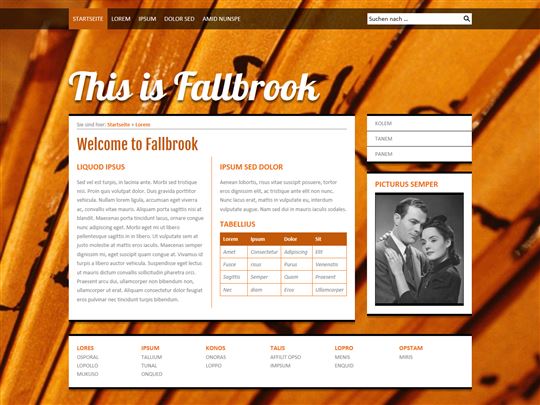 STARTSEITE LOREM IPSUM DOLOR SED AMID NUNSPE
Suchen nach ...
This is Fallbrook
Sie sind hier: Startseite » Lorem
Welcome to Fallbrook
LIQUID IPSUS
Sed vel est turpis, in lacima ante. Morbi sed tristique
nisi. Proin quis volutpat dolor. Duis gravida porttitor
vehicula. Nullam lorem ligula, accumsan eget viverra
ac, convallis vitae mauris. Aliquam porta sagittis nisi at
blandit. Maecenas porta tincidunt lacus, ornare congue
nunc adipiscing eget. Morbi eget mi ut libero
pellentesque sagittis in in libero. Ut vulputate sem at
justo molestie at mattis eros iaculis. Maecenas semper
dignissim mi, eget suscipit quam congue at. Vivamus id
turpis a libero auctor vehicula. Suspendisse eget lectus
ut mauris dictum convallis sollicitudin pharetra orci.
Praesent arcu dui, ullamcorper non bibendum non,
ullamcorper ut erat. Aliquam consectetur dolor feugiat
eros pulvinar nec tincidunt turpis bibendum.
IPSUM SED DOLOR
Aenean lobortis, risus vitae suscipit posuere, tortor
eros dignissim elit, ac tristique ante elit non nunc.
Nunc lacus erat, mattis in vulputate eu, interdum
vulputate augue. Nam sed dui in mauris iaculis sodales.
TABELLIUS
Lorem Ipsum Dolor Sit
Amet Consectetur Adipiscing Elit
Fusce risus Purus Venenatis
Sagittis Semper Quam Praesent
Nec diam Eros Ullamcorper
KOLEM
TANEM
PANEM
PICTURUS SEMPER
LORES IPSUM KONOS TALIS LOPRO OPSTAM
OSPORAL TALLIUM ONORAS AFFILIT OPSO MENIS MIRIS
LOPOLLO TUNAL LOPPO IMPSUM ENQUID
MUKUSO ONQUED